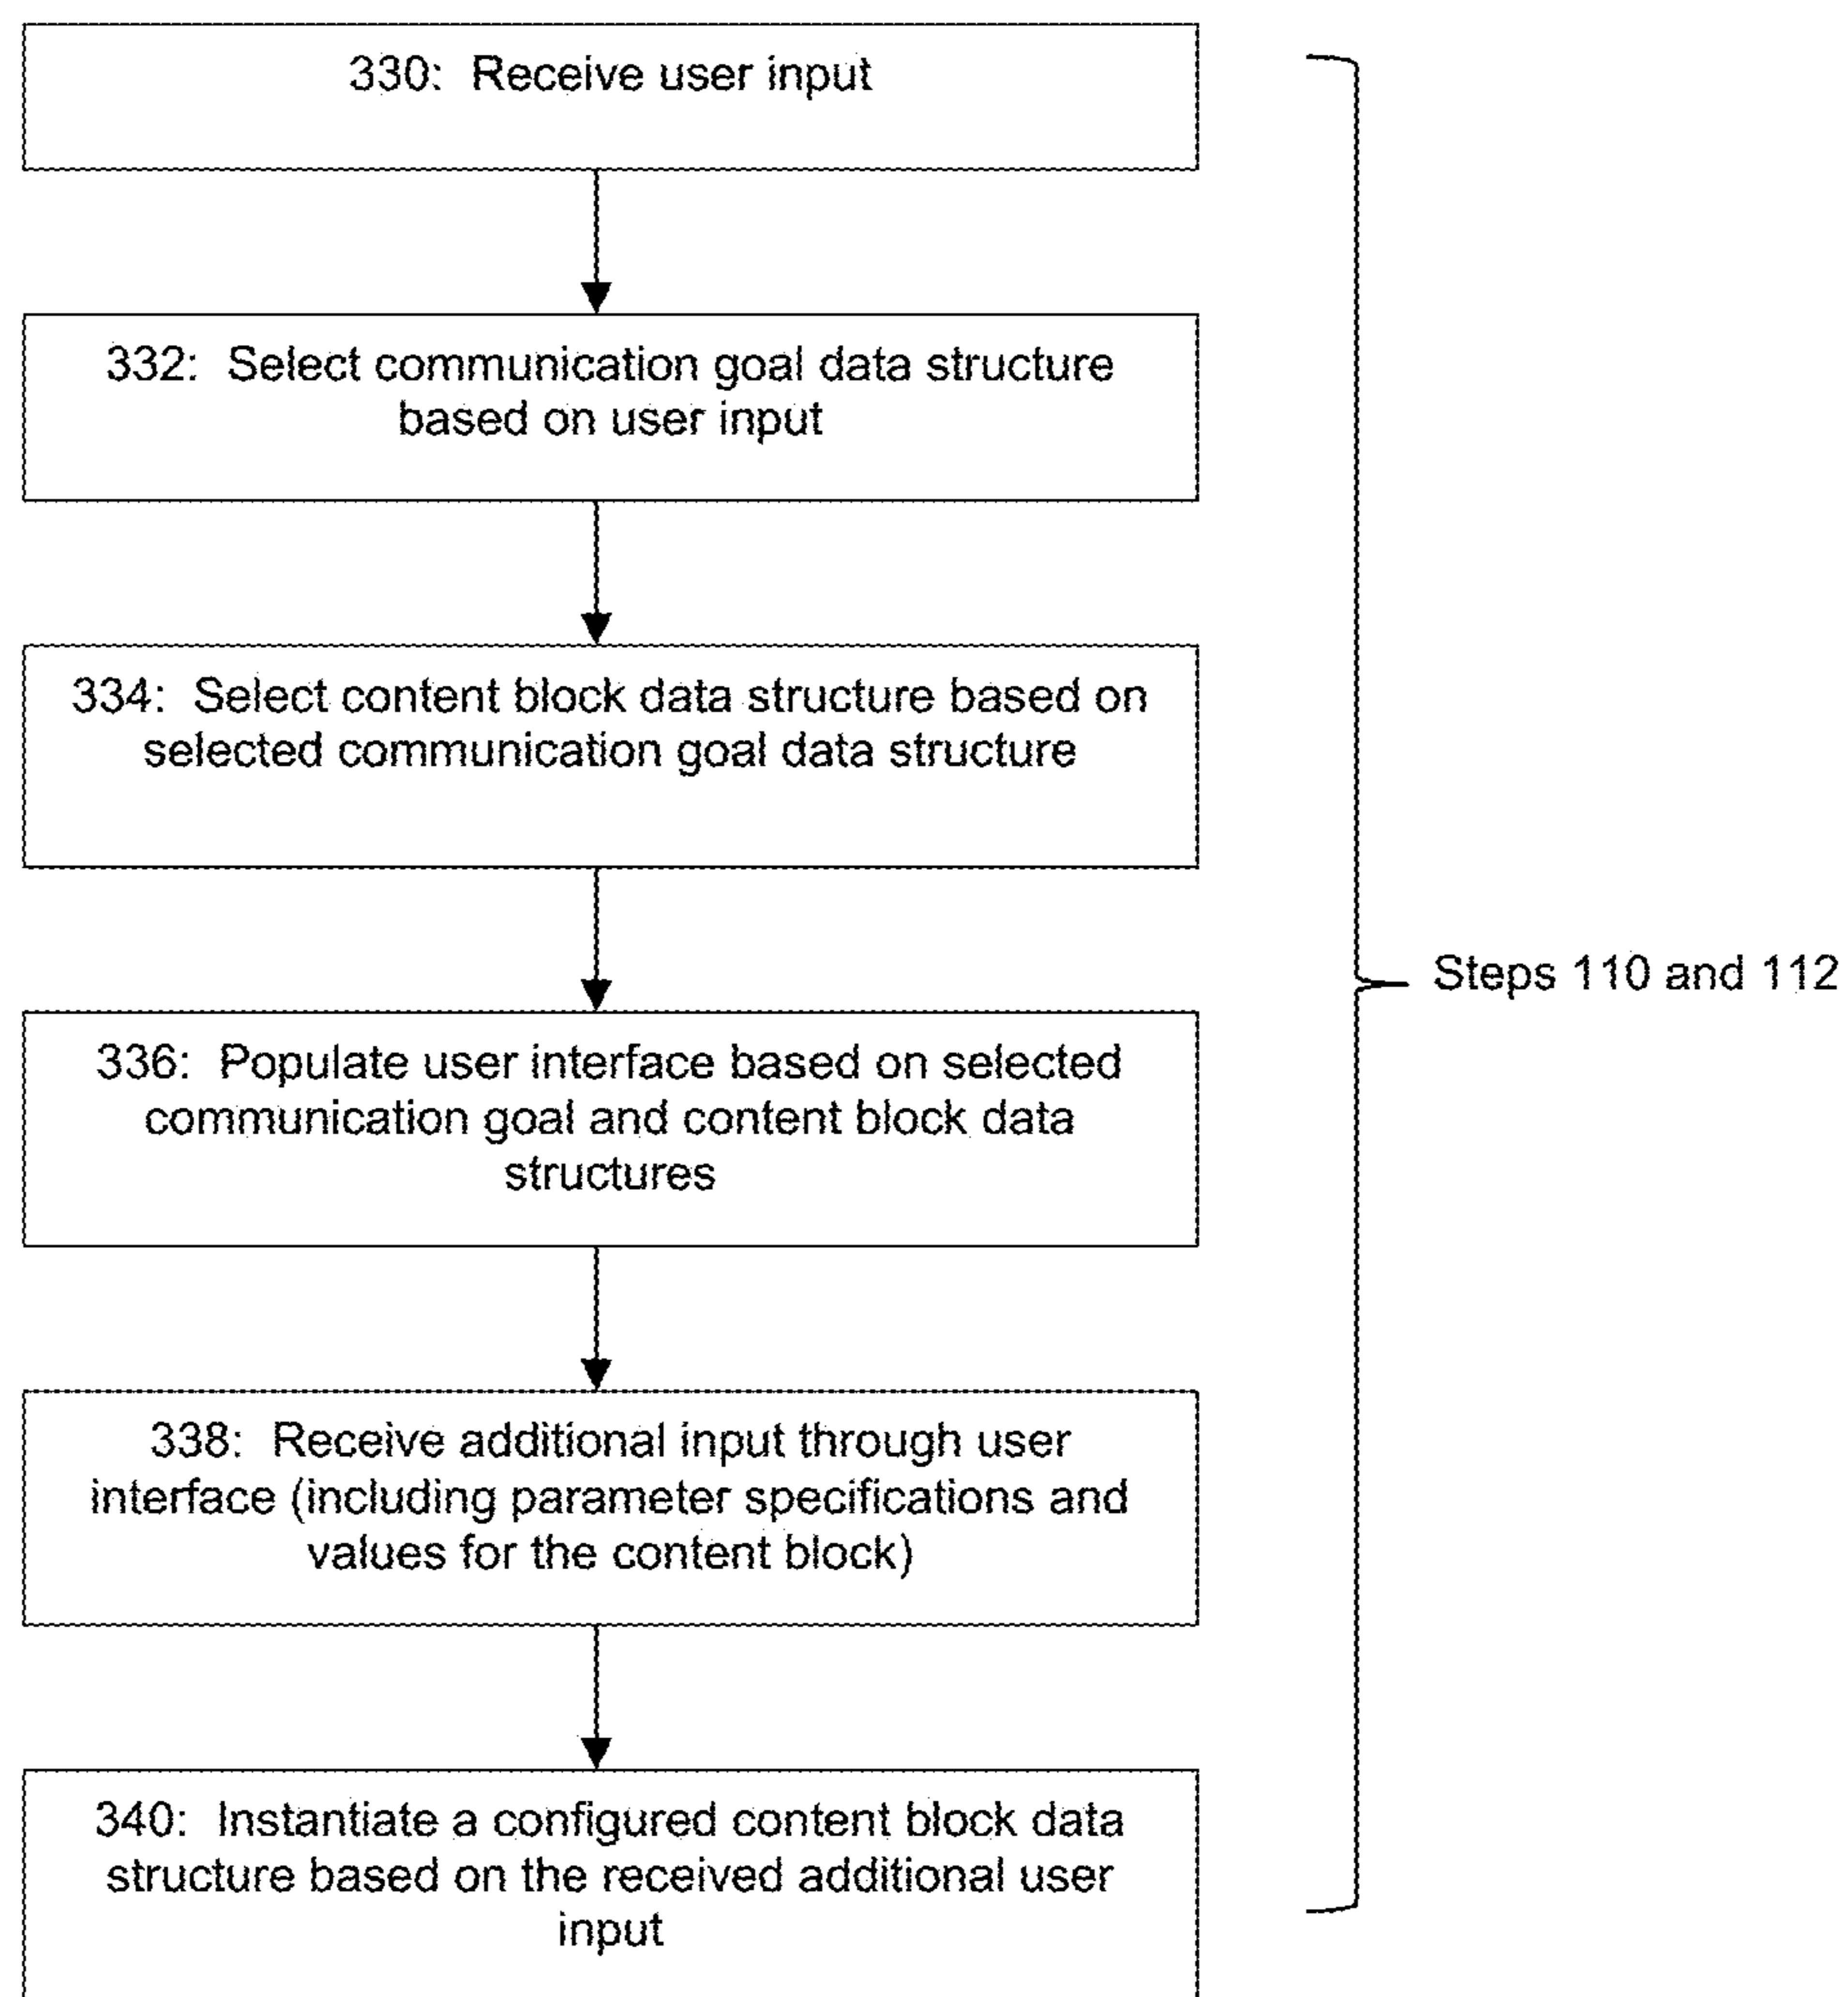 330: Receive user input
332: Select communication goal data structure
based on user input
334: Select content block data structure based on
selected communication goal data structure
336: Populate user interface based on selected
communication goal and content block data
structures
Steps 110 and 112
338: Receive additional input through user
interface (including parameter specifications and
values for the content block)
340: Instantiate a configured content block data
structure based on the received additional user
input